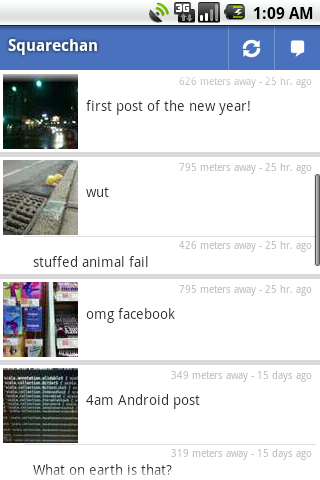 3G
1:09 AM
Squarechan
626 meters away - 25 hr. ago
first post of the new year!
795 meters away - 25 hr. ago
wut
426 meters away - 25 hr. ago
stuffed animal fail
795 meters away - 25 hr. ago
omg facebook
349 meters away - 15 days ago
4am Android post
319 meters away - 15 days ago
What on earth is that?